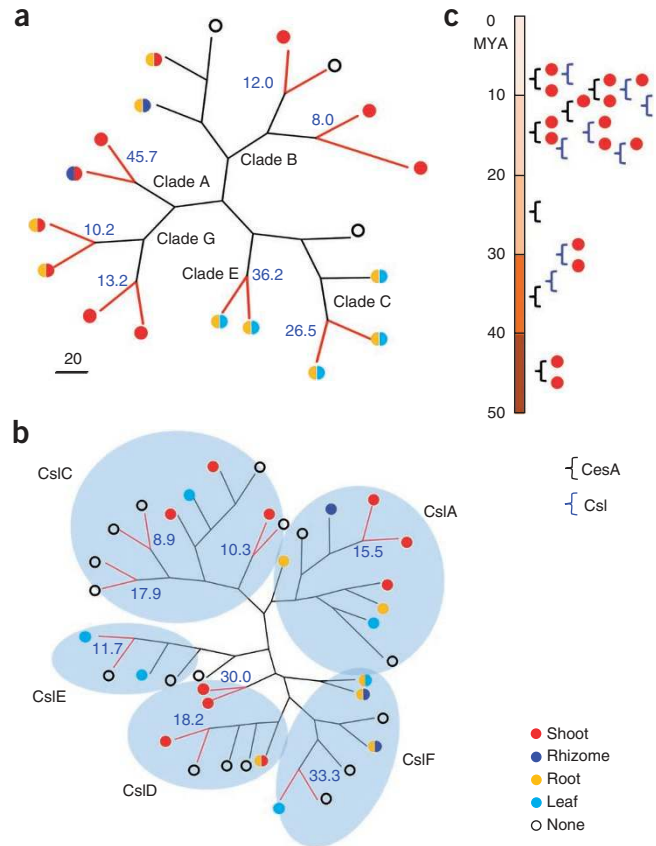 a
12.0
8.0
Clade B
45.7
Clade A
10.2
Clade G
13.2
Clade E
36.2
Clade C
26.5
20
b
CslC
8.9
10.3
17.9
CslA
15.5
11.7
CslE
30.0
18.2
CslD
33.3
CslF
c
0
MYA
10
20
30
40
50
CesA
Csl
Shoot
Rhizome
Root
Leaf
None